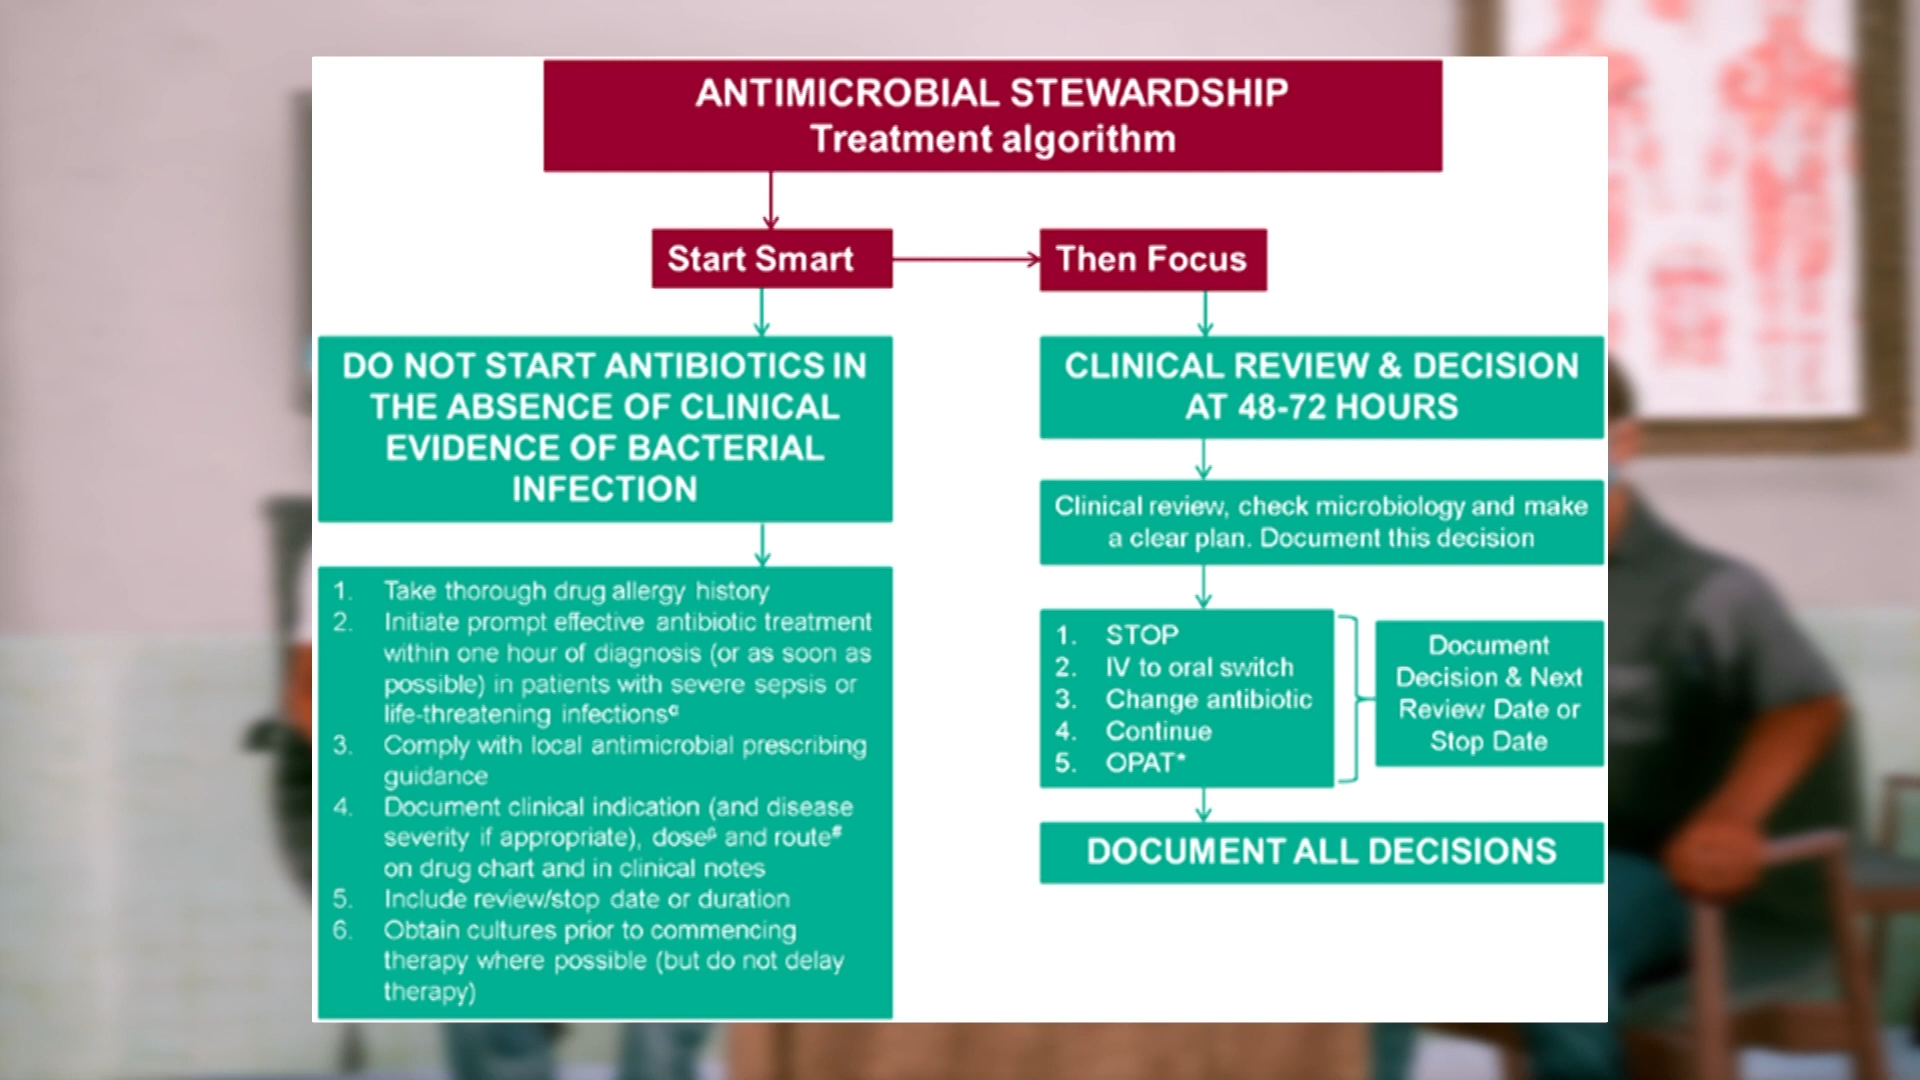 ANTIMICROBIAL STEWARDSHIP
Treatment algorithm
Start Smart
Then Focus
DO NOT START ANTIBIOTICS IN
THE ABSENCE OF CLINICAL
EVIDENCE OF BACTERIAL
INFECTION
1. Take thorough drug allergy history
2. Initiate prompt effective antibiotic treatment
within one hour of diagnosis (or as soon as
possible) in patients with severe sepsis or
life-threatening infectionsα
3. Comply with local antimicrobial prescribing
guidance
4. Document clinical indication (and disease
severity if appropriate), doseβ and route#
on drug chart and in clinical notes
5. Include review/stop date or duration
6. Obtain cultures prior to commencing
therapy where possible (but do not delay
therapy)
CLINICAL REVIEW & DECISION
AT 48-72 HOURS
Clinical review, check microbiology and make
a clear plan. Document this decision
1. STOP
2. IV to oral switch
3. Change antibiotic
4. Continue
5. OPAT*
Document
Decision & Next
Review Date or
Stop Date
DOCUMENT ALL DECISIONS